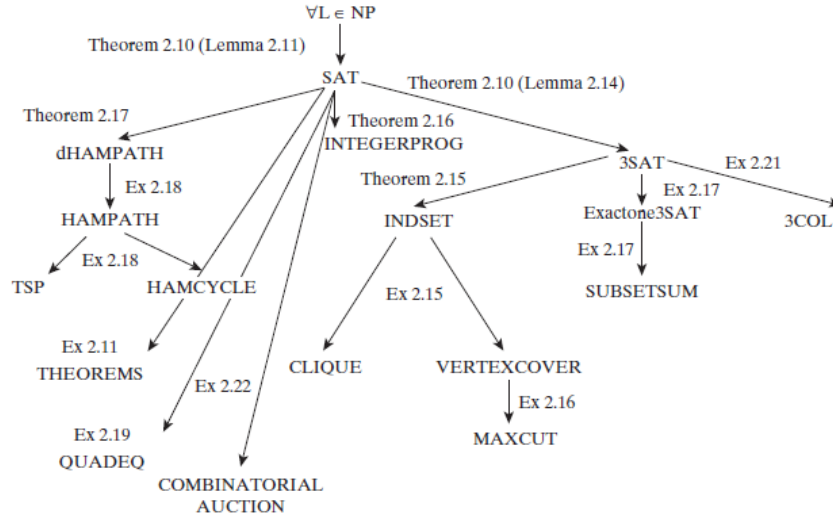 ∀L ∈ NP
Theorem 2.10 (Lemma 2.11)
SAT
Theorem 2.10 (Lemma 2.14)
Theorem 2.17
Theorem 2.16
INTEGERPROG
dHAMPATH
3SAT
Ex 2.21
Theorem 2.15
Ex 2.18
Ex 2.17
Exactone3SAT
HAMPATH
INDSET
3COL
Ex 2.18
Ex 2.17
TSP
HAMCYCLE
Ex 2.15
SUBSETSUM
Ex 2.11
THEOREMS
CLIQUE
VERTEXCOVER
Ex 2.22
Ex 2.16
Ex 2.19
QUADEQ
MAXCUT
COMBINATORIAL
AUCTION